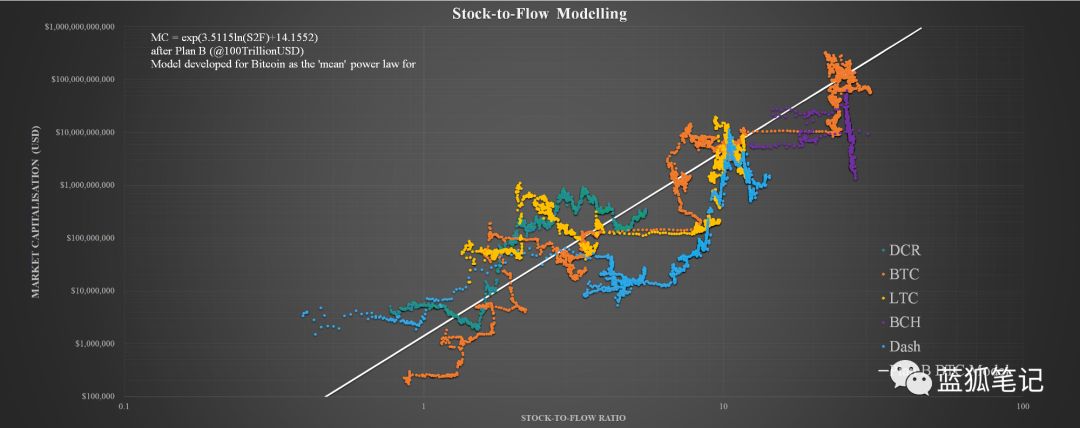 Stock-to-Flow Modelling
MC = exp(3.5115ln(S2F)+14.1552)
after Plan B (@100TrillionUSD)
Model developed for Bitcoin as the 'mean' power law for
MARKET CAPITALISATION (USD)
$1,000,000,000,000
$100,000,000,000
$10,000,000,000
$1,000,000,000
$100,000,000
$10,000,000
$1,000,000
$100,000
0.1
1
10
100
STOCK-TO-FLOW RATIO
DCR
BTC
LTC
BCH
Dash
蓝狐笔记